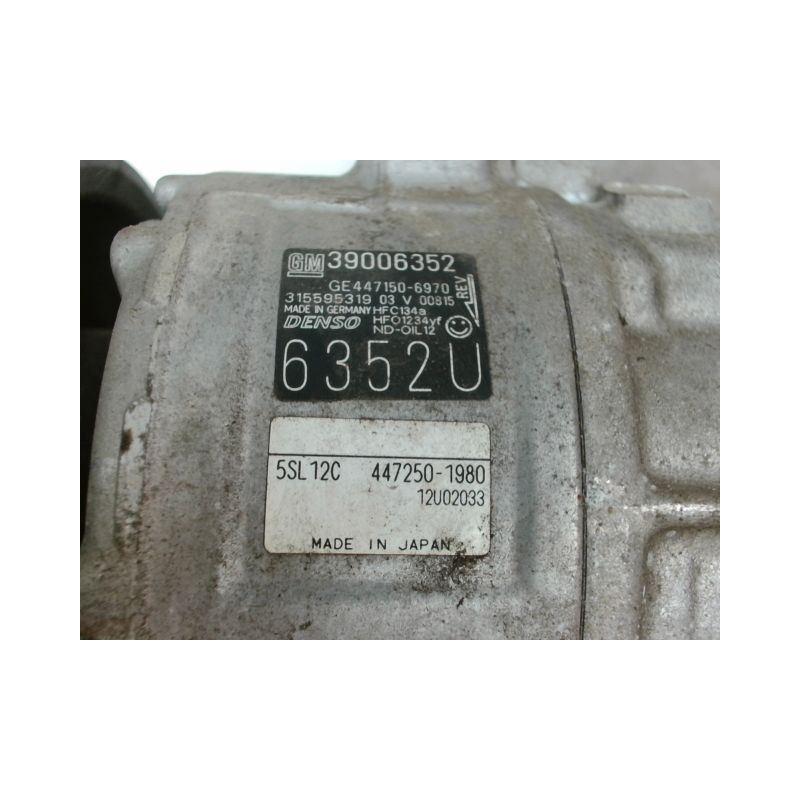 GM 39006352
GE447150-6970
315595319 03 V 00815
MADE IN GERMANY HFC134a
DENSO HFO1234yf
ND-OIL12
REV
6352U
5SL12C 447250-1980
12U02033
MADE IN JAPAN